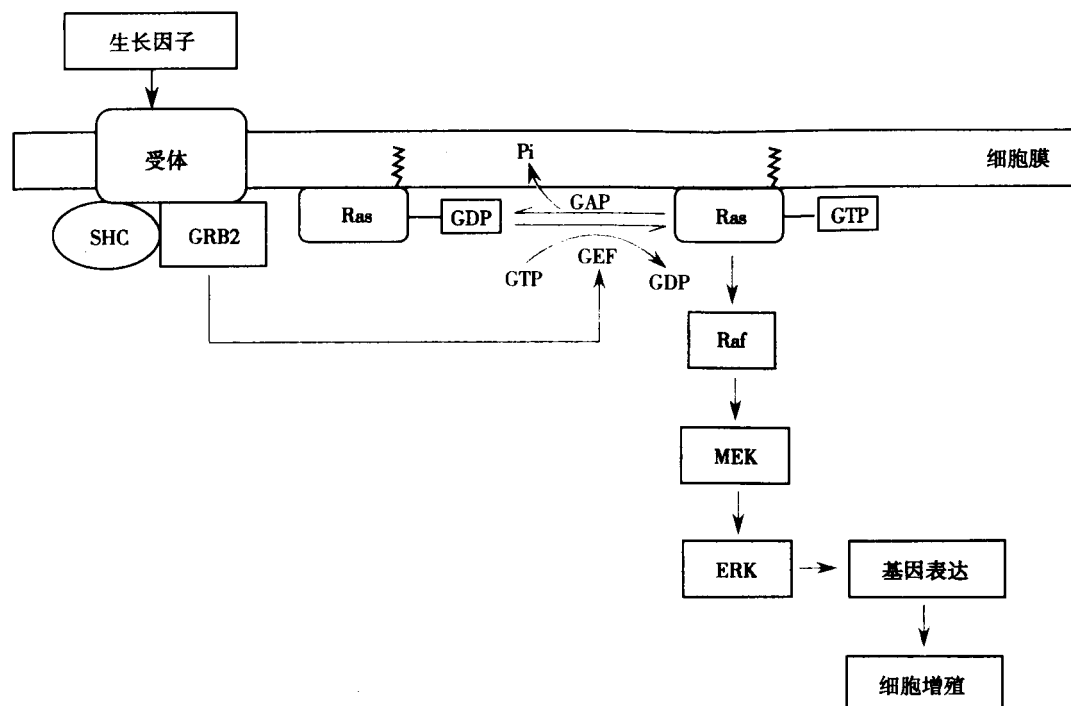 生长因子
受体
细胞膜
Pi
SHC
GRB2
Ras
GDP
GAP
Ras
GTP
GTP
GEF
GDP
Raf
MEK
ERK
基因表达
细胞增殖